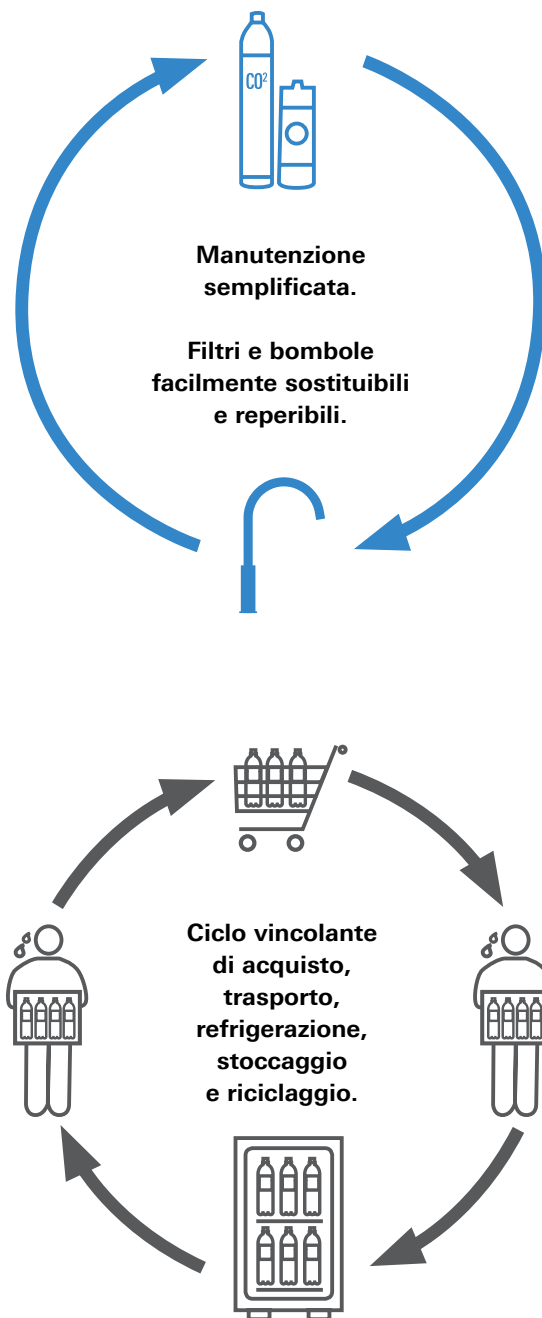 CO²
Manutenzione
semplificata.
Filtri e bombole
facilmente sostituibili
e reperibili.
Ciclo vincolante
di acquisto,
trasporto,
refrigerazione,
stoccaggio
e riciclaggio.